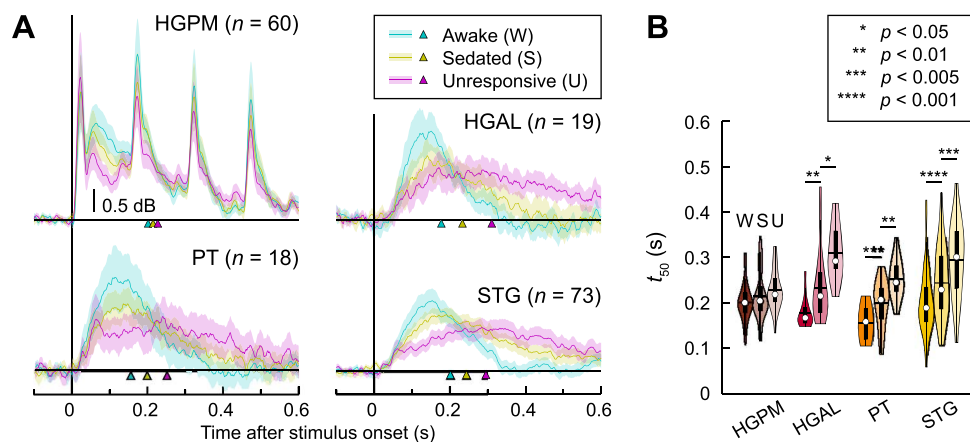 A
HGPM (n = 60)
0.5 dB
Awake (W)
Sedated (S)
Unresponsive (U)
HGAL (n = 19)
PT (n = 18)
STG (n = 73)
0 0.2 0.4 0.6 0 0.2 0.4 0.6
Time after stimulus onset (s)
B
* p < 0.05
** p < 0.01
*** p < 0.005
**** p < 0.001
t50 (s)
0.6
0.5
0.4
0.3
0.2
0.1
0
W S U
** *
** **
**** ***
HGPM HGAL PT STG